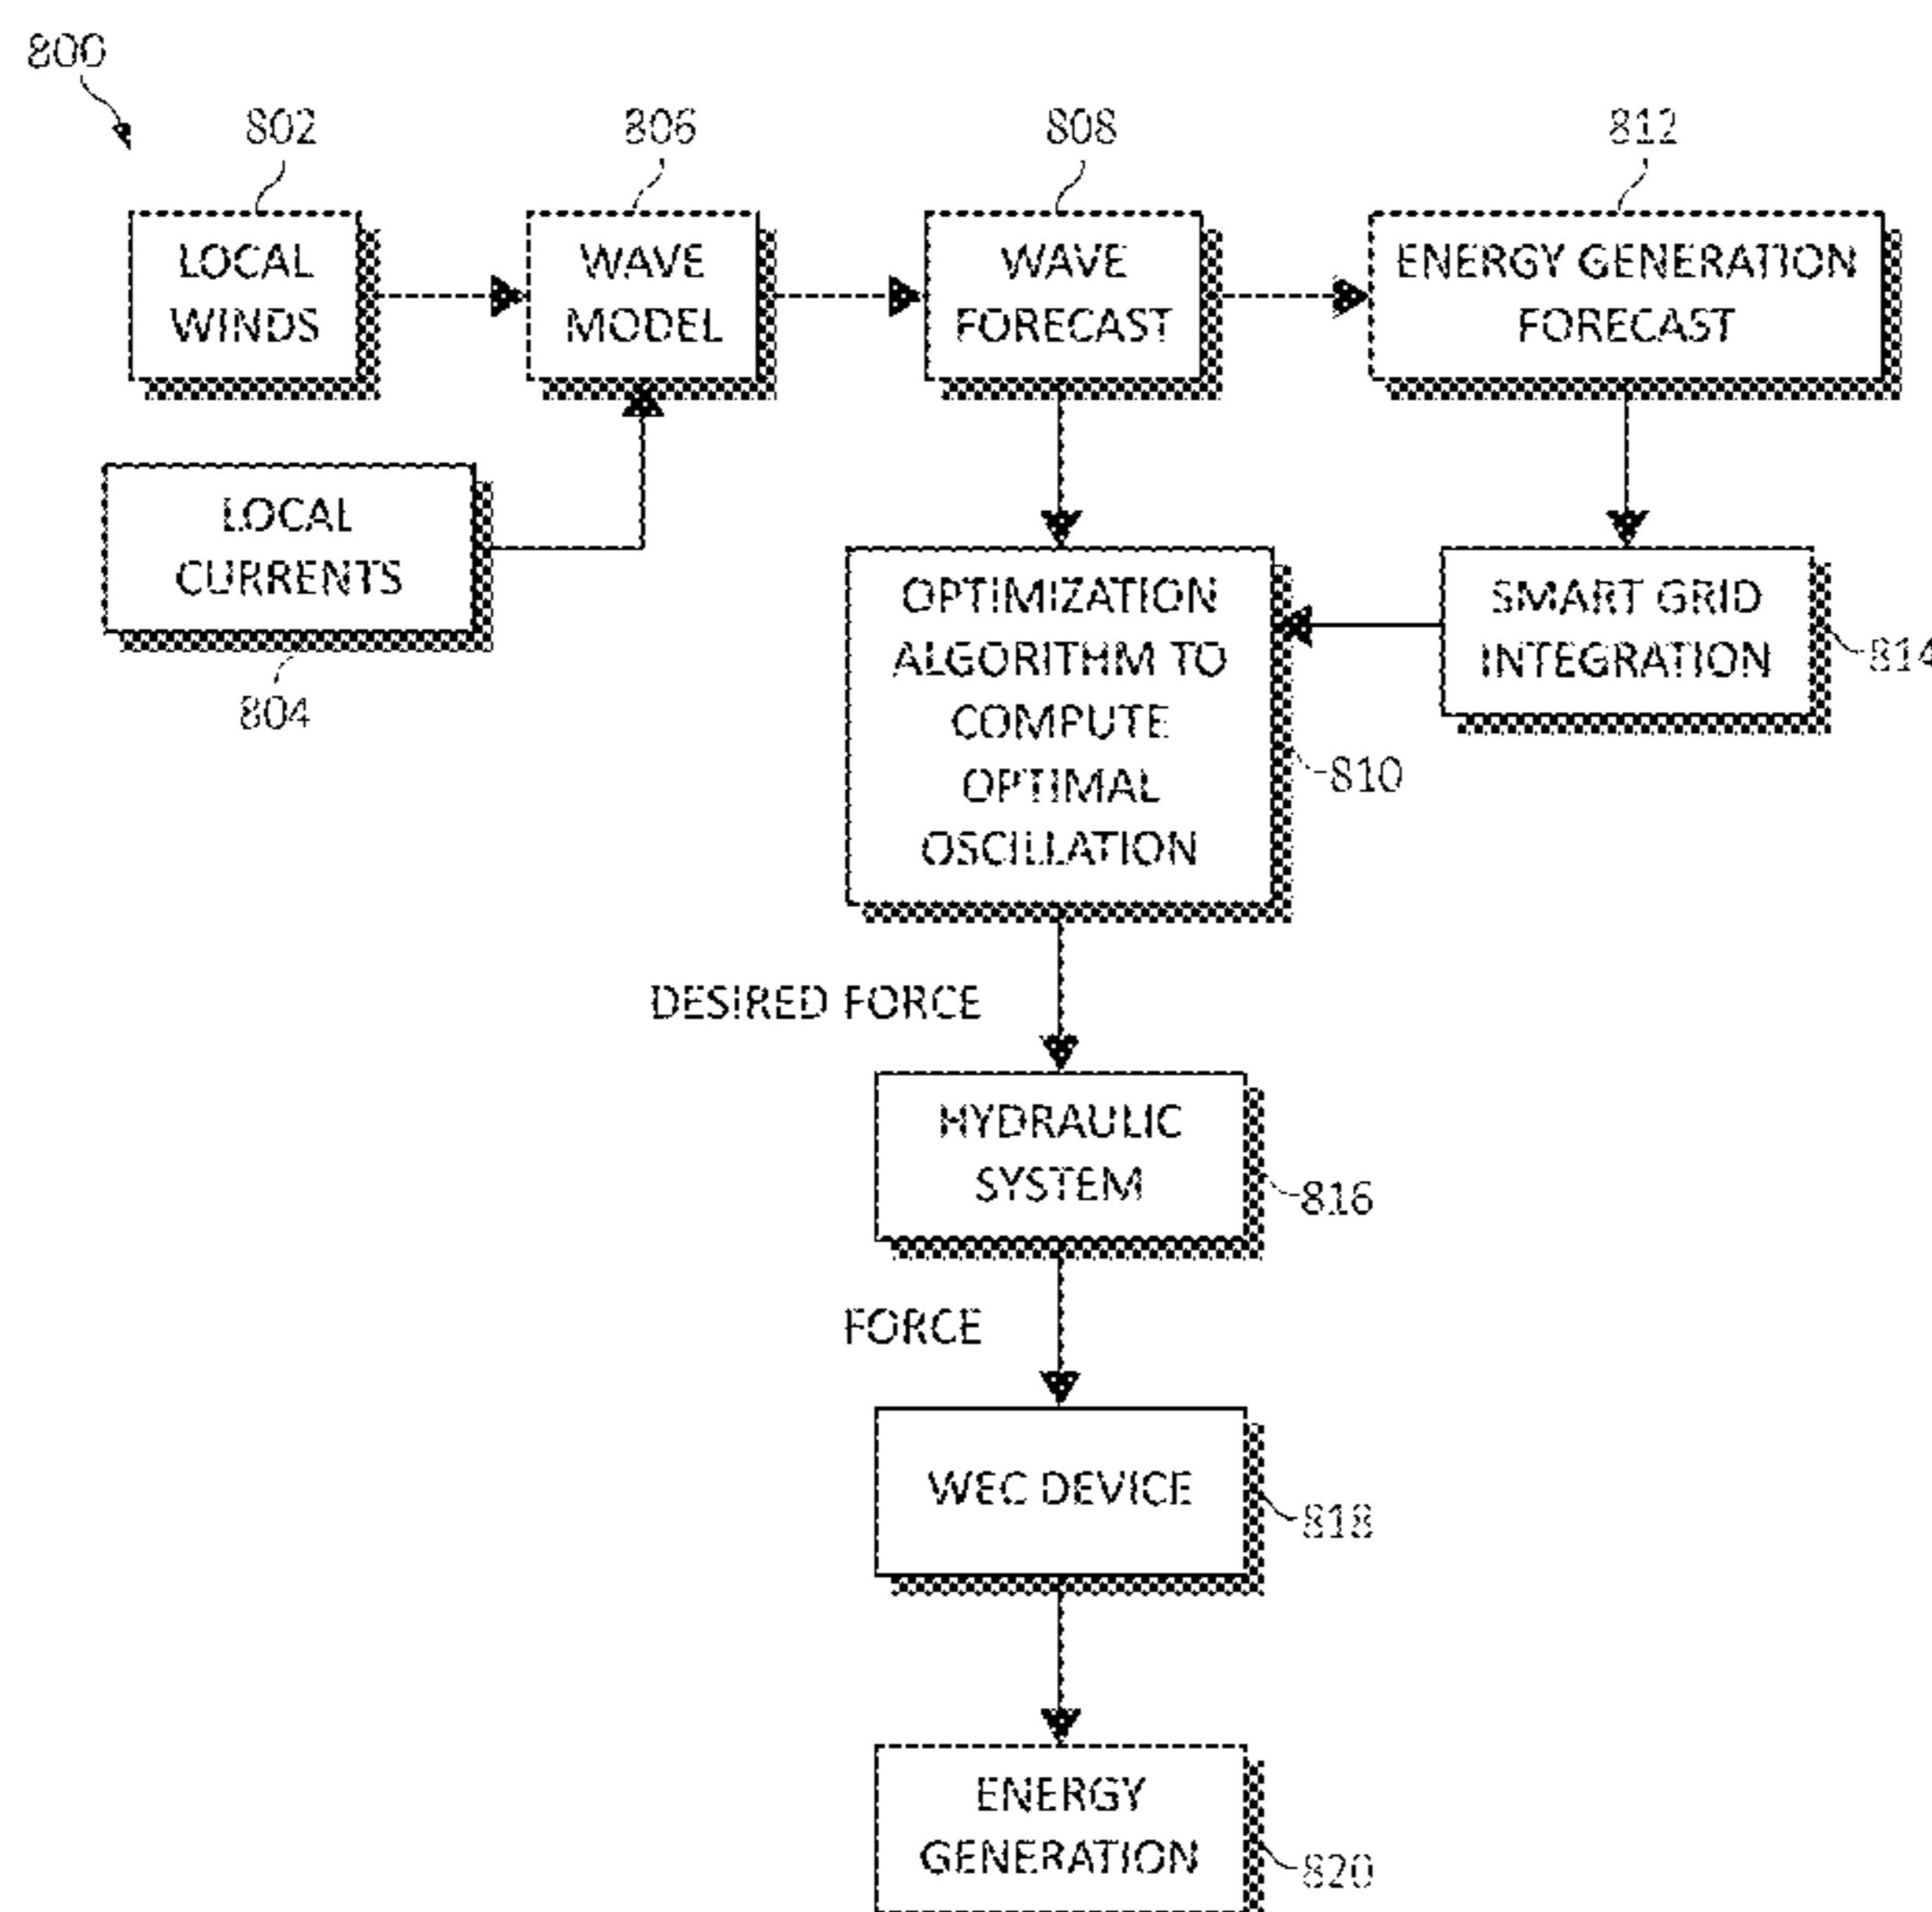 800
802
806
808
812
LOCAL
WINDS
WAVE
MODEL
WAVE
FORECAST
ENERGY GENERATION
FORECAST
LOCAL
CURRENTS
804
OPTIMIZATION
ALGORITHM TO
COMPUTE
OPTIMAL
OSCILLATION
810
SMART GRID
INTEGRATION
814
DESIRED FORCE
HYDRAULIC
SYSTEM
816
FORCE
WEC DEVICE
818
ENERGY
GENERATION
820